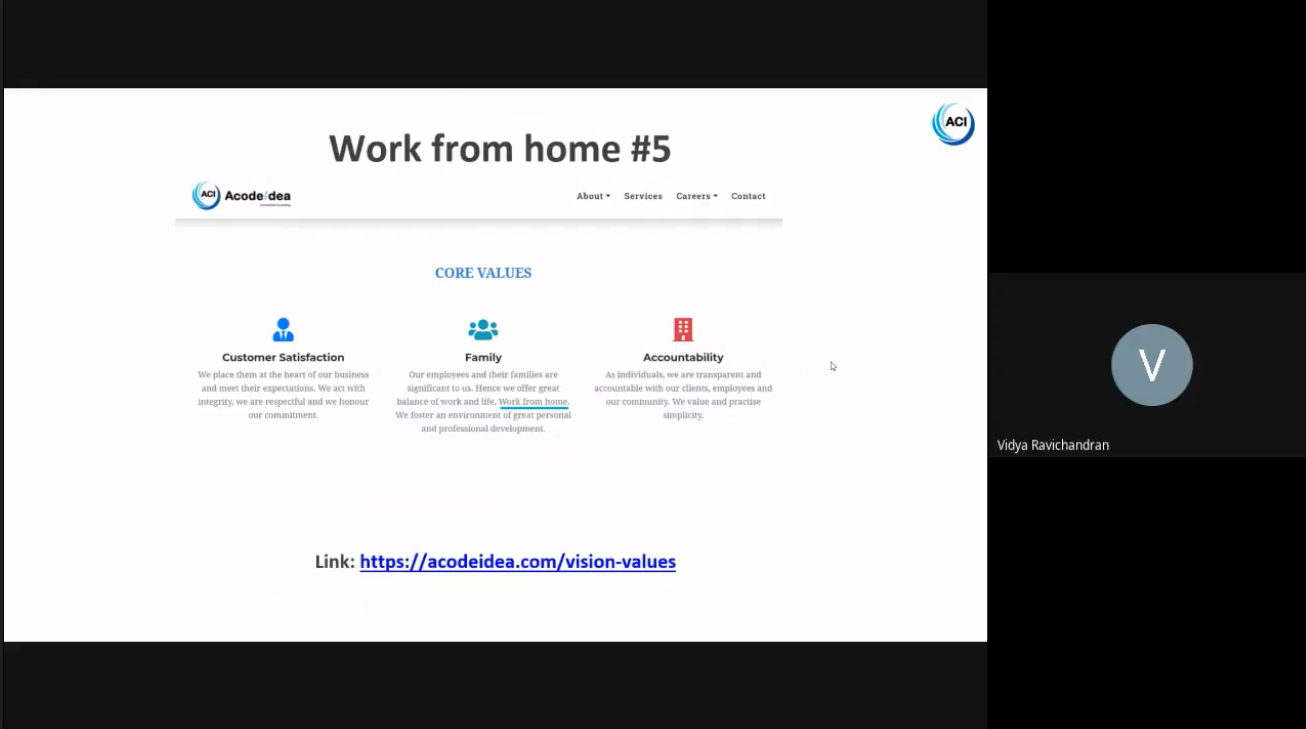 ACI
Work from home #5
ACI Acodeidea
About Services Careers Contact
CORE VALUES
Customer Satisfaction
We place them at the heart of our business
and meet their expectations. We act with
integrity, we are respectful and we honour
our commitment.
Family
Our employees and their families are
significant to us. Hence we offer great
balance of work and life, Work from home.
We foster an environment of great personal
and professional development.
Accountability
As individuals, we are transparent and
accountable with our clients, employees and
our community. We value and practise
simplicity.
Link: https://acodeidea.com/vision-values
V
Vidya Ravichandran